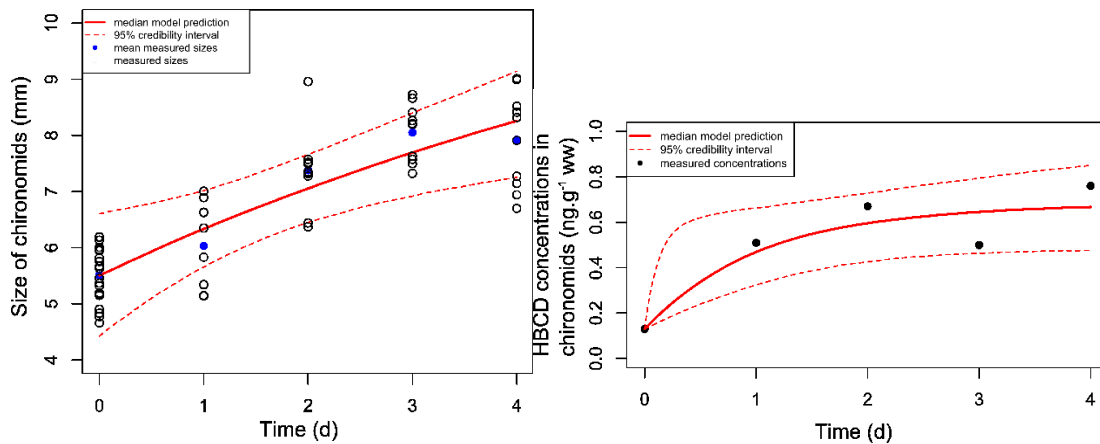 median model prediction
95% credibility interval
mean measured sizes
measured sizes
Size of chironomids (mm)
10
9
8
7
6
5
4
0 1 2 3 4
Time (d)
median model prediction
95% credibility interval
measured concentrations
HBCD concentrations in
chironomids (ng.g-1 ww)
1.0
0.8
0.6
0.4
0.2
0.0
0 1 2 3 4
Time (d)